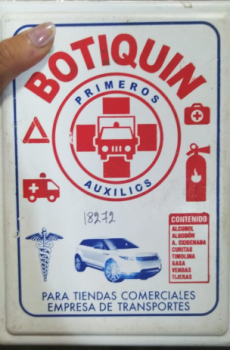 BOTIQUIN
PRIMEROS
AUXILIOS
18272
CONTENIDO
ALCOHOL
ALGODÓN
A. OXIGENADA
CURITAS
TIMOLINA
GASA
VENDAS
TIJERAS
PARA TIENDAS COMERCIALES
EMPRESA DE TRANSPORTES